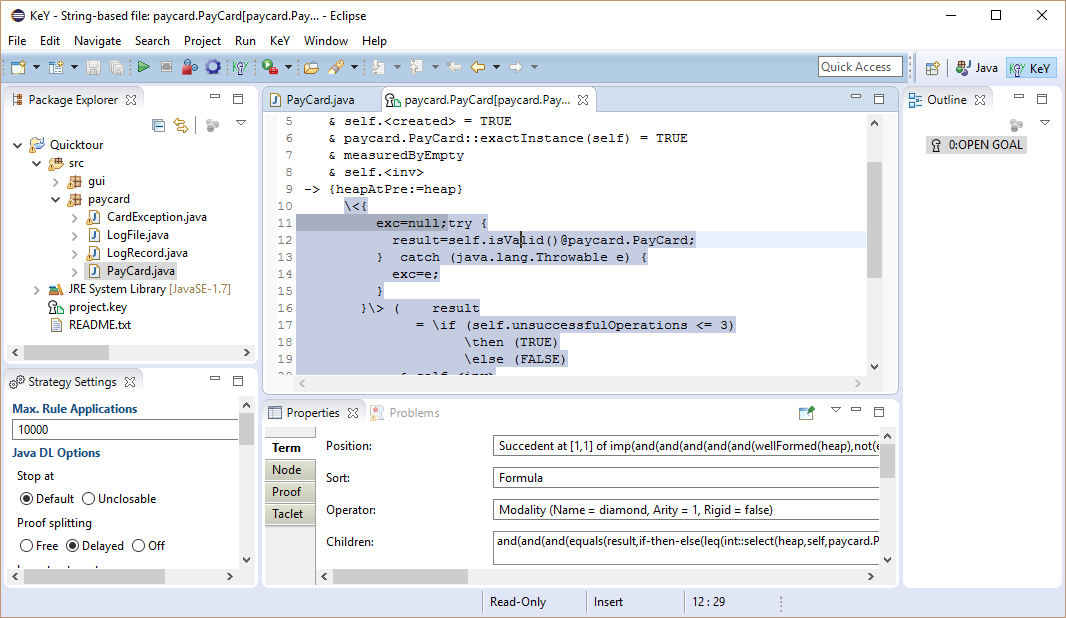 KeY - String-based file: paycard.PayCard[paycard.Pay... - Eclipse
File Edit Navigate Search Project Run KeY Window Help
Quick Access
Java
KeY
Package Explorer
Quicktour
src
gui
paycard
CardException.java
LogFile.java
LogRecord.java
PayCard.java
JRE System Library [JavaSE-1.7]
project.key
README.txt
Strategy Settings
Max. Rule Applications
10000
Java DL Options
Stop at
Default Unclosable
Proof splitting
Free Delayed Off
PayCard.java
paycard.PayCard[paycard.Pay...
5 & self.<created> = TRUE
6 & paycard.PayCard::exactInstance(self) = TRUE
7 & measuredByEmpty
8 & self.<inv>
9 -> {heapAtPre:=heap}
10 \<{
11 exc=null;try {
12 result=self.isValid()@paycard.PayCard;
13 } catch (java.lang.Throwable e) {
14 exc=e;
15 }
16 }\> ( result
17 = \if (self.unsuccessfulOperations <= 3)
18 \then (TRUE)
19 \else (FALSE)
Properties
Problems
Term
Node
Proof
Taclet
Position: Succedent at [1,1] of imp(and(and(and(and(and(wellFormed(heap),not(e
Sort: Formula
Operator: Modality (Name = diamond, Arity = 1, Rigid = false)
Children: and(and(and(equals(result,if-then-else(leq(int::select(heap,self,paycard.P
Outline
0:OPEN GOAL
Read-Only
Insert
12 : 29